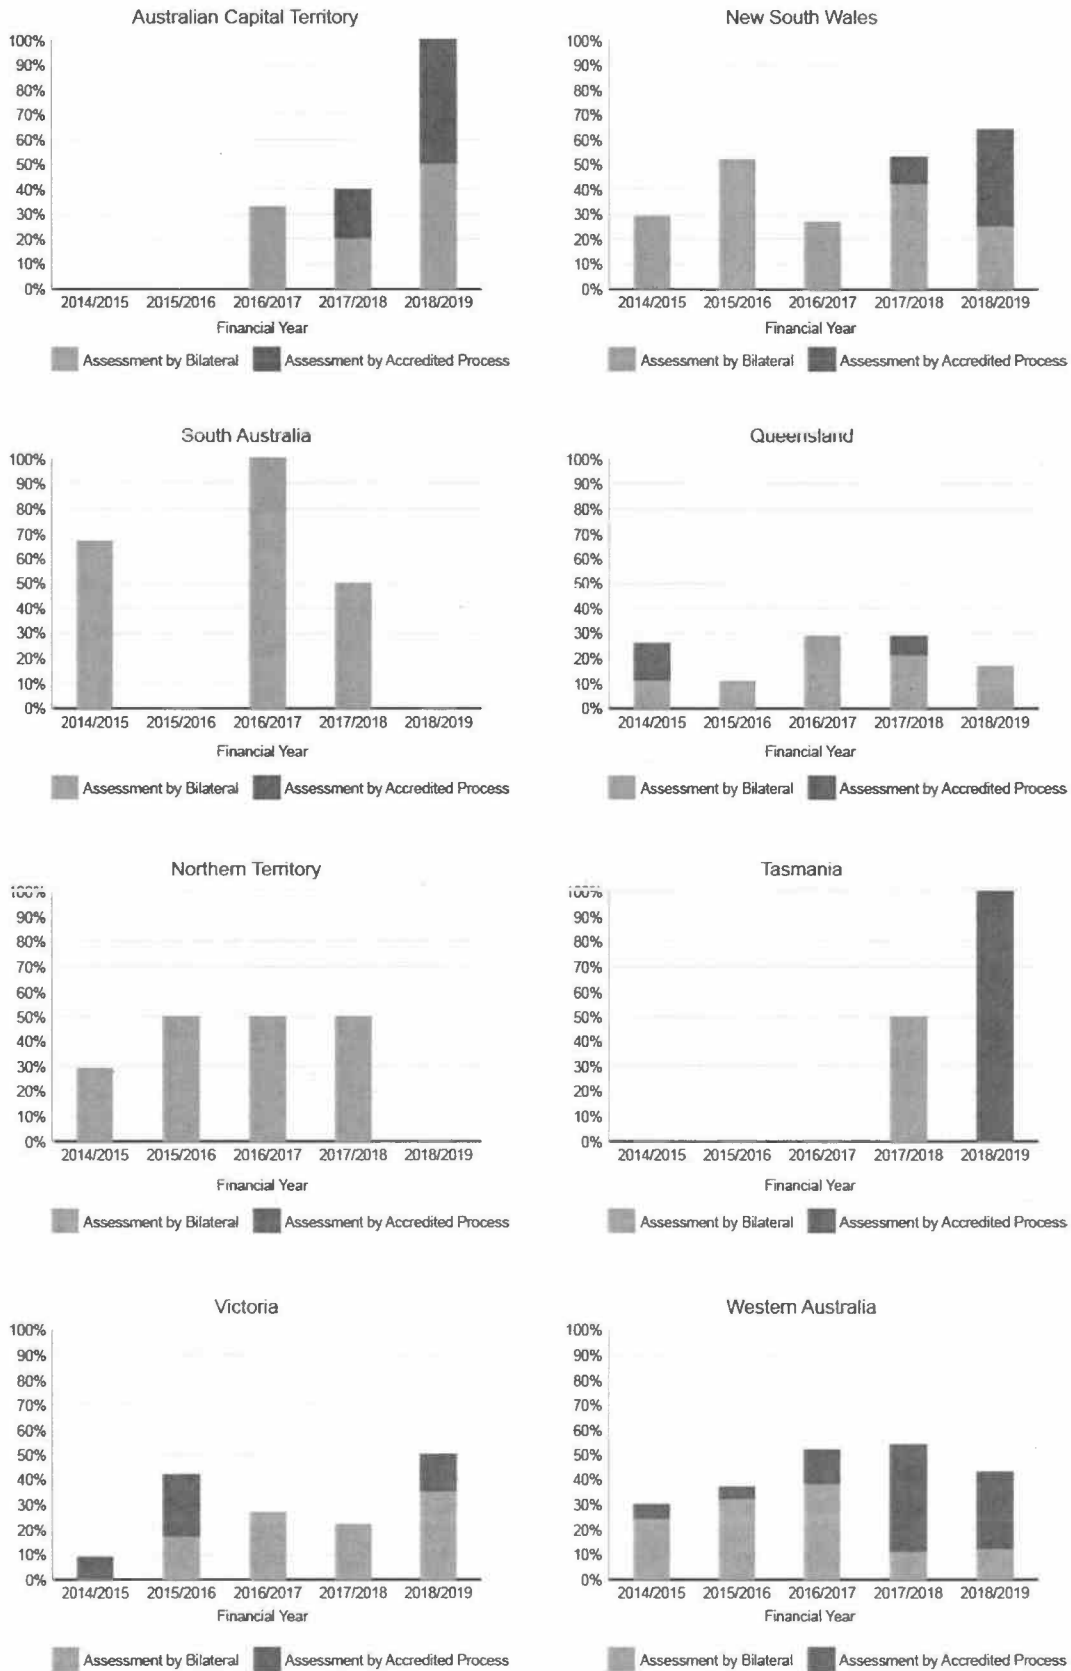 Australian Capital Territory
100%
90%
80%
70%
60%
50%
40%
30%
20%
10%
0%
2014/2015 2015/2016 2016/2017 2017/2018 2018/2019
Financial Year
Assessment by Bilateral Assessment by Accredited Process
New South Wales
100%
90%
80%
70%
60%
50%
40%
30%
20%
10%
0%
2014/2015 2015/2016 2016/2017 2017/2018 2018/2019
Financial Year
Assessment by Bilateral Assessment by Accredited Process
South Australia
100%
90%
80%
70%
60%
50%
40%
30%
20%
10%
0%
2014/2015 2015/2016 2016/2017 2017/2018 2018/2019
Financial Year
Assessment by Bilateral Assessment by Accredited Process
Queensland
100%
90%
80%
70%
60%
50%
40%
30%
20%
10%
0%
2014/2015 2015/2016 2016/2017 2017/2018 2018/2019
Financial Year
Assessment by Bilateral Assessment by Accredited Process
Northern Territory
100%
90%
80%
70%
60%
50%
40%
30%
20%
10%
0%
2014/2015 2015/2016 2016/2017 2017/2018 2018/2019
Financial Year
Assessment by Bilateral Assessment by Accredited Process
Tasmania
100%
90%
80%
70%
60%
50%
40%
30%
20%
10%
0%
2014/2015 2015/2016 2016/2017 2017/2018 2018/2019
Financial Year
Assessment by Bilateral Assessment by Accredited Process
Victoria
100%
90%
80%
70%
60%
50%
40%
30%
20%
10%
0%
2014/2015 2015/2016 2016/2017 2017/2018 2018/2019
Financial Year
Assessment by Bilateral Assessment by Accredited Process
Western Australia
100%
90%
80%
70%
60%
50%
40%
30%
20%
10%
0%
2014/2015 2015/2016 2016/2017 2017/2018 2018/2019
Financial Year
Assessment by Bilateral Assessment by Accredited Process